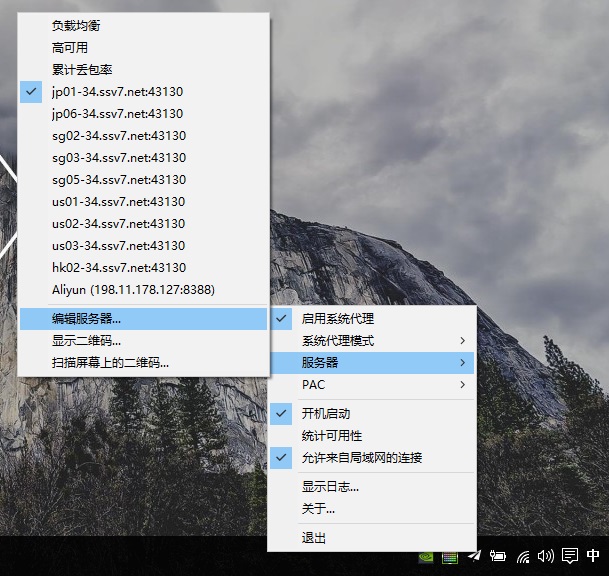 负载均衡
高可用
累计丢包率
jp01-34.ssv7.net:43130
jp06-34.ssv7.net:43130
sg02-34.ssv7.net:43130
sg03-34.ssv7.net:43130
sg05-34.ssv7.net:43130
us01-34.ssv7.net:43130
us02-34.ssv7.net:43130
us03-34.ssv7.net:43130
hk02-34.ssv7.net:43130
Aliyun (198.11.178.127:8388)
编辑服务器...
显示二维码...
扫描屏幕上的二维码...
启用系统代理
系统代理模式
服务器
PAC
开机启动
统计可用性
允许来自局域网的连接
显示日志...
关于...
退出
中